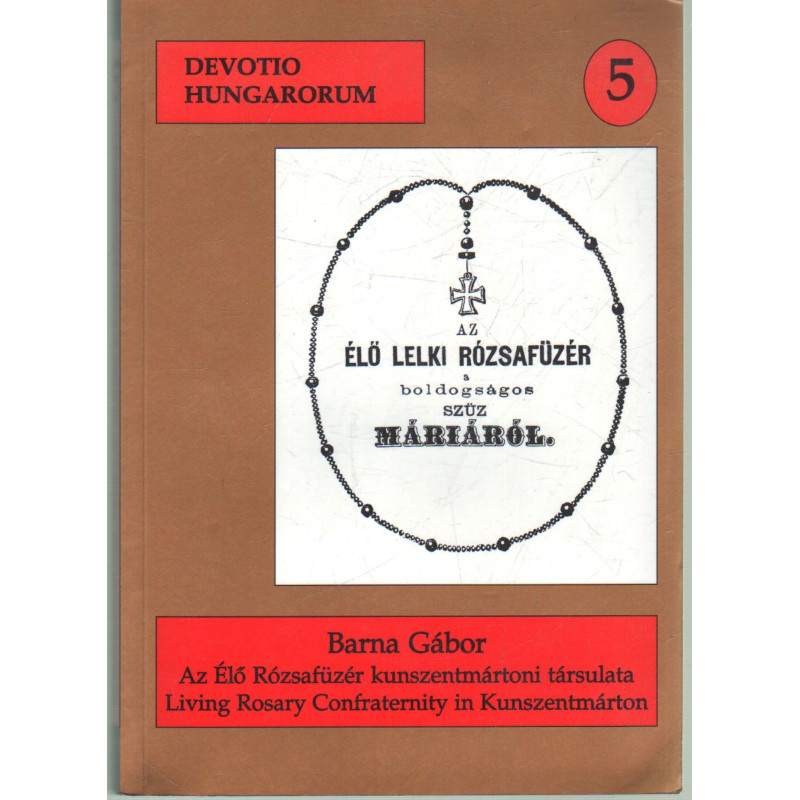 DEVOTIO
HUNGARORUM
5
AZ
ÉLŐ LELKI RÓZSAFÜZÉR
a
boldogságos
SZŰZ
MÁRIÁRÓL.
Barna Gábor
Az Élő Rózsafüzér kunszentmártoni társulata
Living Rosary Confraternity in Kunszentmárton